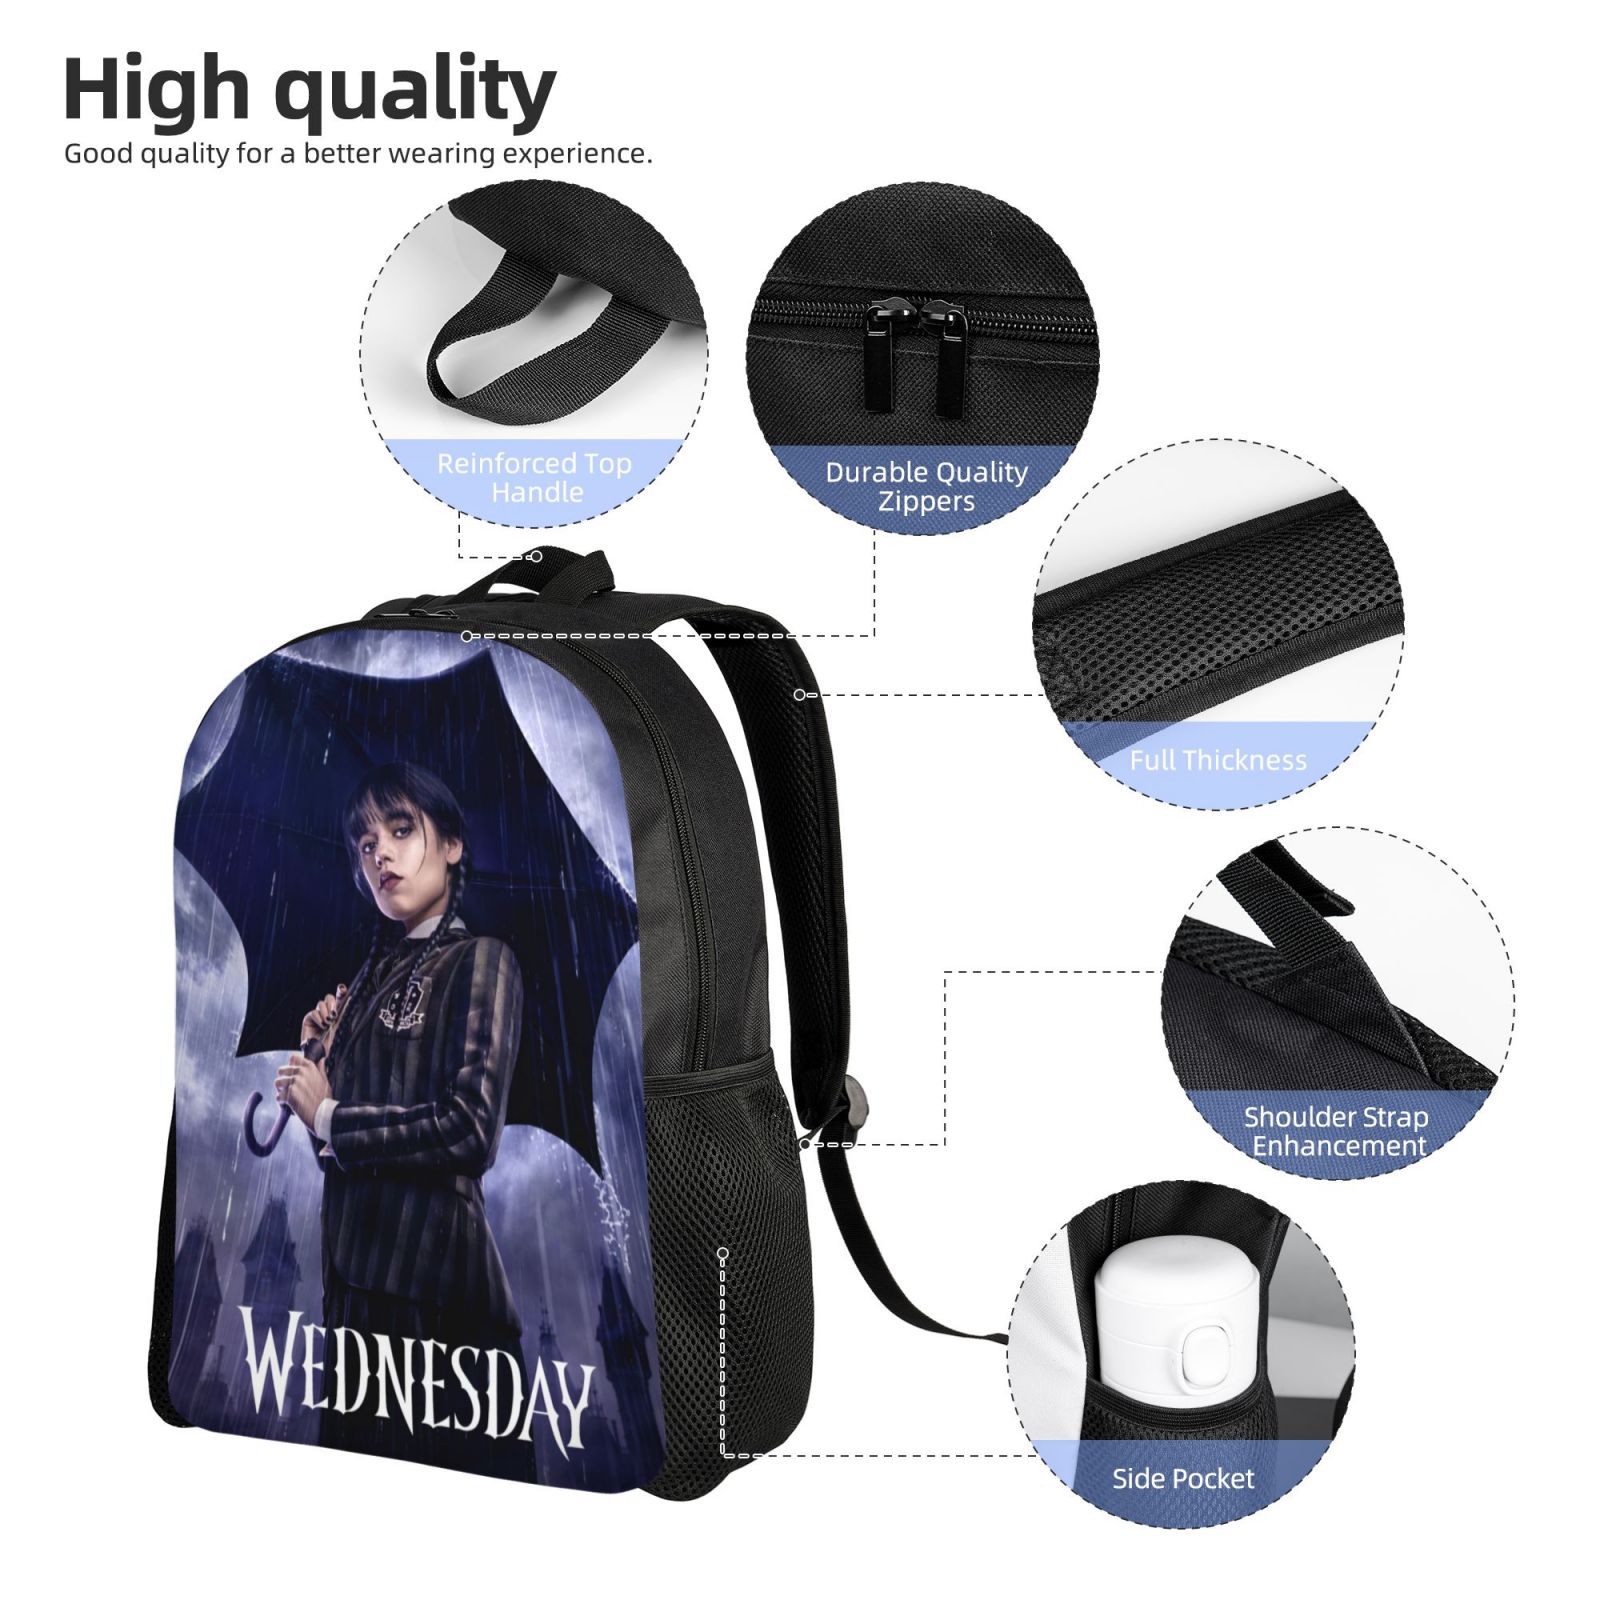 High quality
Good quality for a better wearing experience.
Reinforced Top
Handle
Durable Quality
Zippers
Full Thickness
Shoulder Strap
Enhancement
WEDNESDAY
Side Pocket